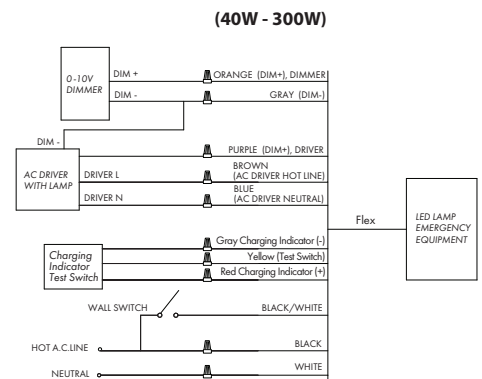 (40W - 300W)
0-10V
DIMMER
DIM +
ORANGE (DIM+), DIMMER
DIM -
GRAY (DIM-)
DIM -
AC DRIVER
WITH LAMP
PURPLE (DIM+), DRIVER
DRIVER L
BROWN
(AC DRIVER HOT LINE)
DRIVER N
BLUE
(AC DRIVER NEUTRAL)
Flex
LED LAMP
EMERGENCY
EQUIPMENT
Charging
Indicator
Test Switch
Gray Charging Indicator (-)
Yellow (Test Switch)
Red Charging Indicator (+)
WALL SWITCH
BLACK/WHITE
HOT A.C.LINE
BLACK
NEUTRAL
WHITE